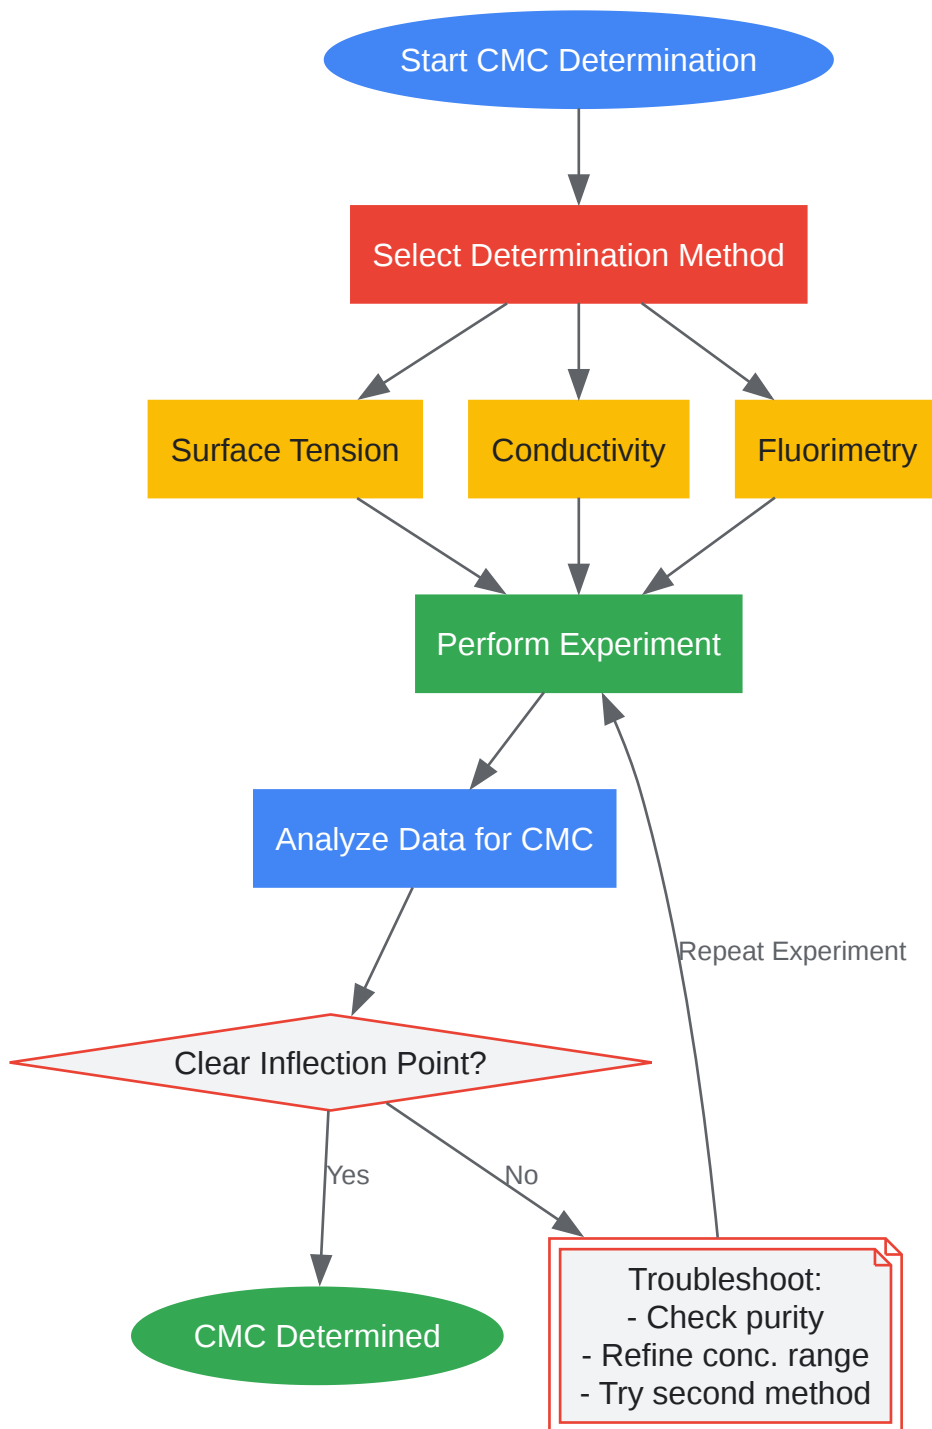 Start CMC Determination
Select Determination Method
Surface Tension
Conductivity
Fluorimetry
Perform Experiment
Analyze Data for CMC
Repeat Experiment
Clear Inflection Point?
Yes
No
CMC Determined
Troubleshoot:
- Check purity
- Refine conc. range
- Try second method